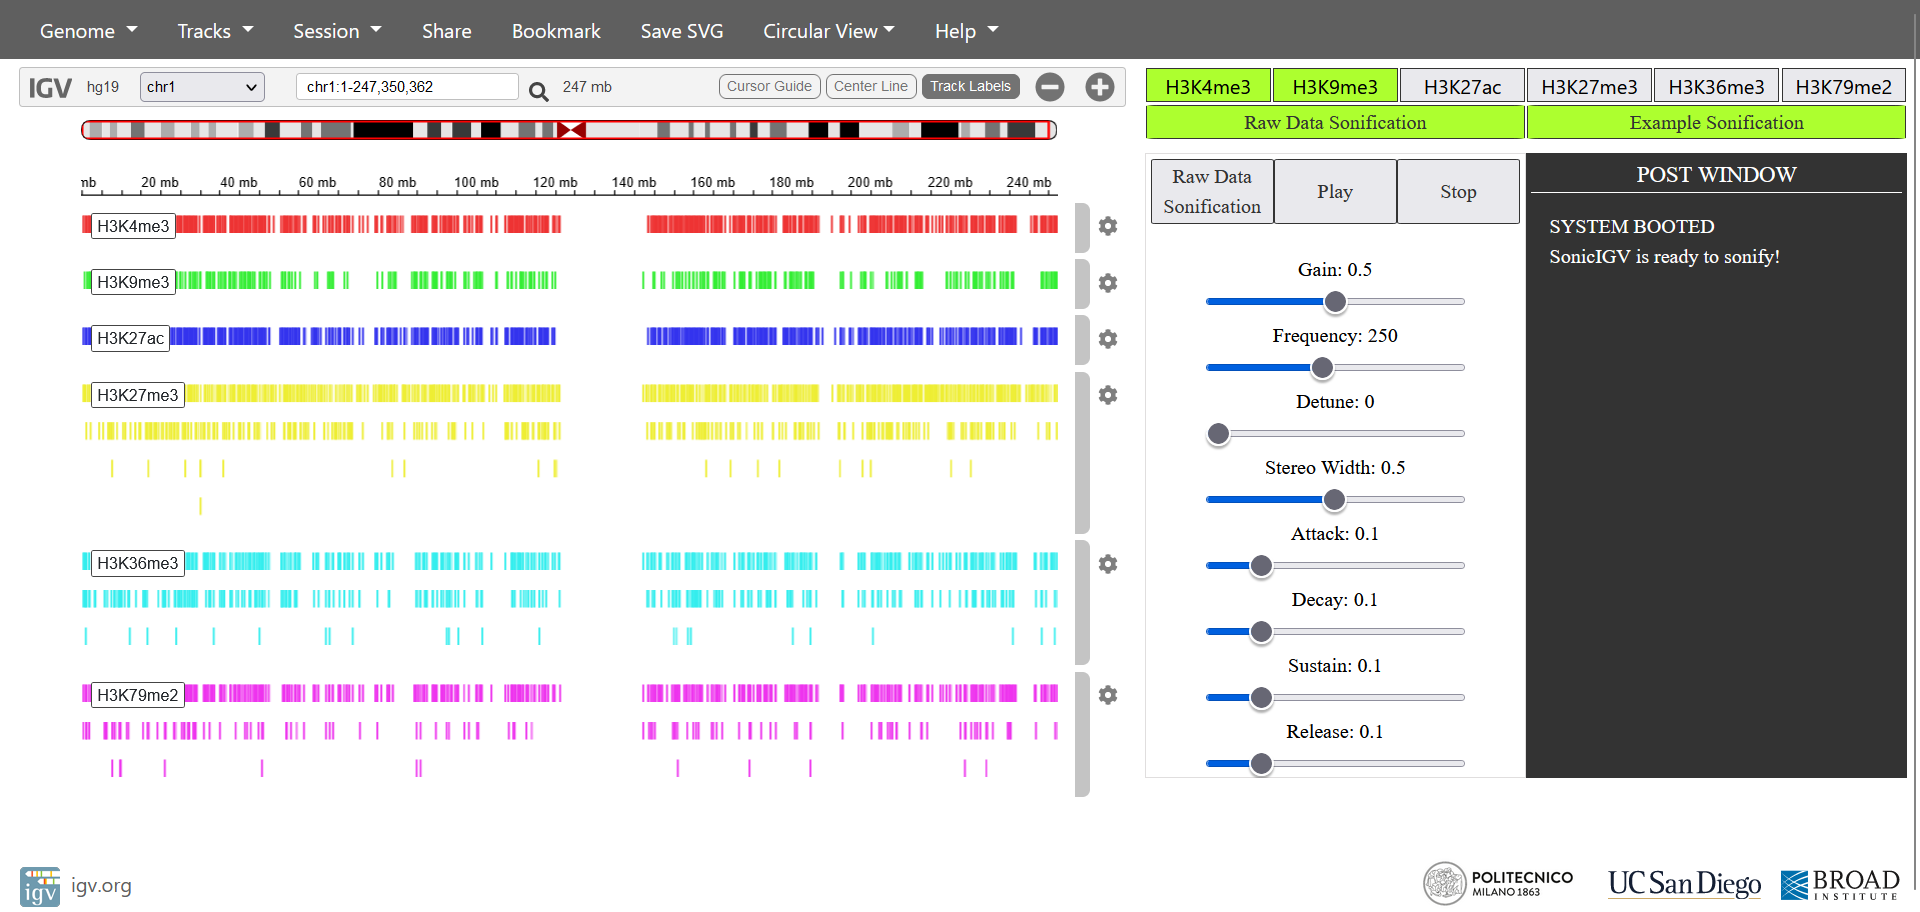 Genome Tracks Session Share Bookmark Save SVG Circular View Help
IGV hg19 chr1 chr1:1-247,350,362 247 mb Cursor Guide Center Line Track Labels
H3K4me3 H3K9me3 H3K27ac H3K27me3 H3K36me3 H3K79me2
Raw Data Sonification Example Sonification
mb 20 mb 40 mb 60 mb 80 mb 100 mb 120 mb 140 mb 160 mb 180 mb 200 mb 220 mb 240 mb
H3K4me3
H3K9me3
H3K27ac
H3K27me3
H3K36me3
H3K79me2
Raw Data
Sonification
Play
Stop
Gain: 0.5
Frequency: 250
Detune: 0
Stereo Width: 0.5
Attack: 0.1
Decay: 0.1
Sustain: 0.1
Release: 0.1
POST WINDOW
SYSTEM BOOTED
SonicIGV is ready to sonify!
igv igv.org
POLITECNICO
MILANO 1863
UC San Diego
BROAD
INSTITUTE